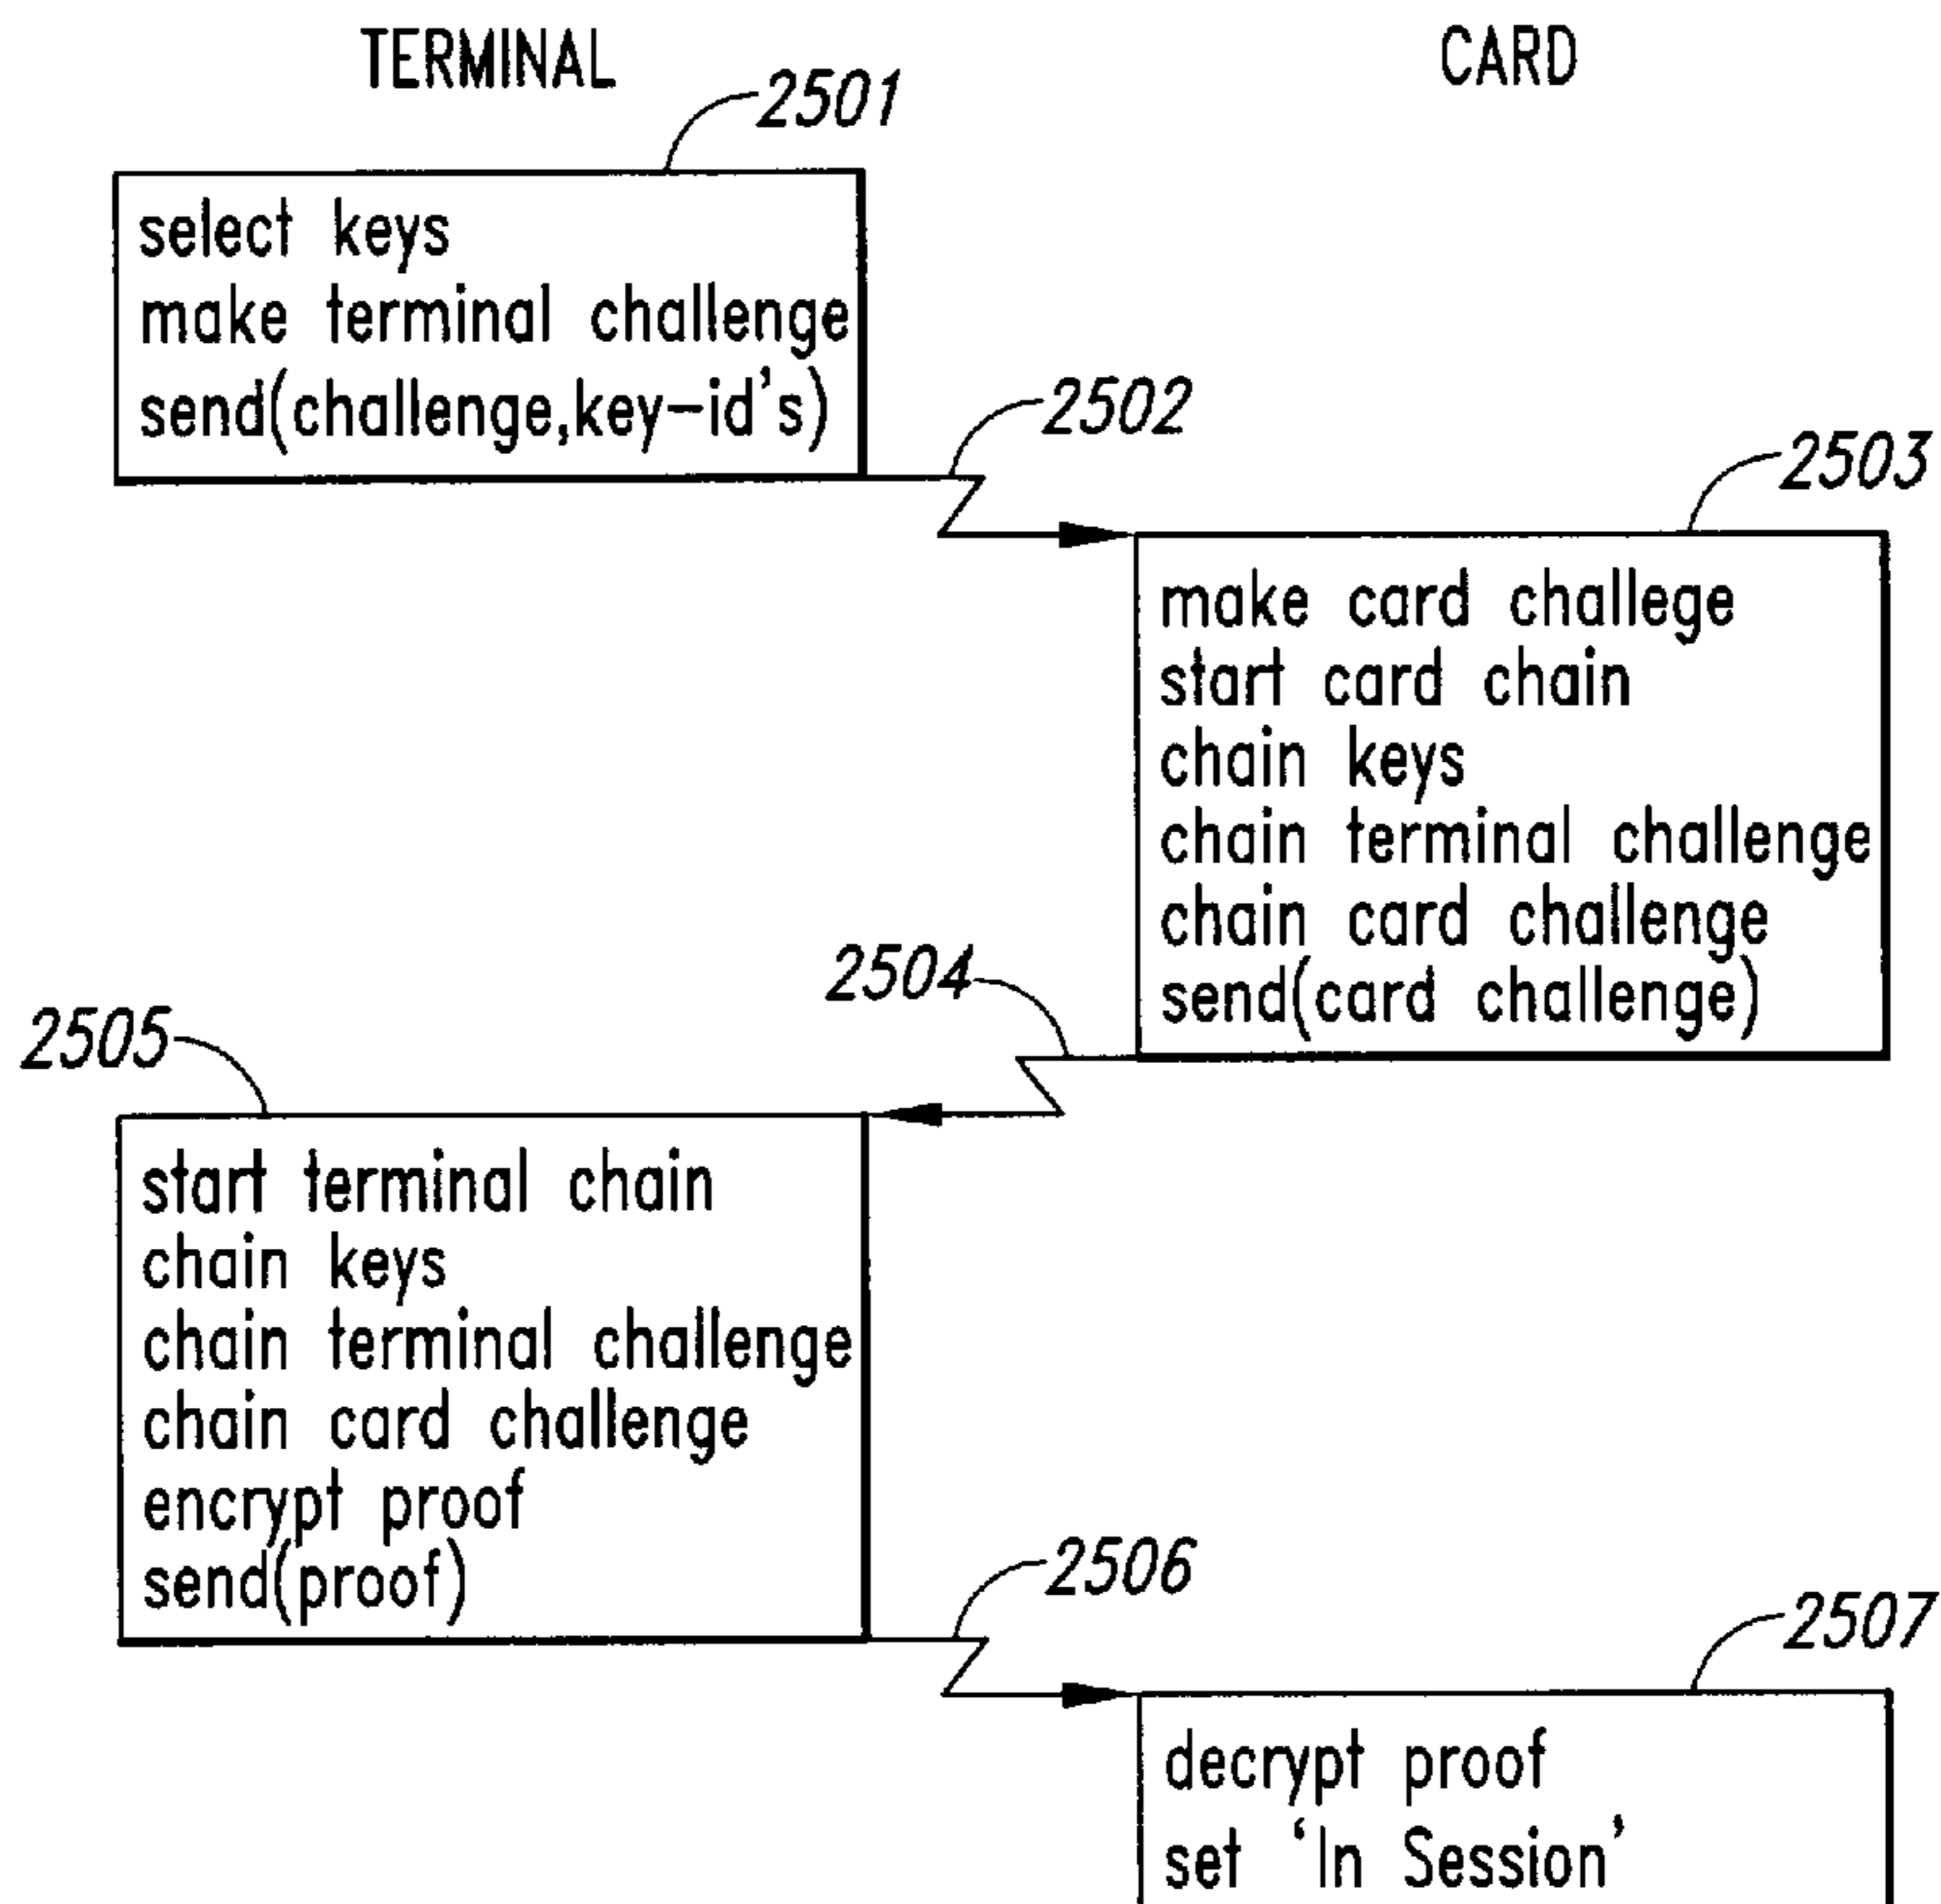 TERMINAL
CARD
2501
select keys
make terminal challenge
send(challenge,key-id's)
2502
2503
make card challege
start card chain
chain keys
chain terminal challenge
chain card challenge
send(card challenge)
2504
2505
start terminal chain
chain keys
chain terminal challenge
chain card challenge
encrypt proof
send(proof)
2506
2507
decrypt proof
set 'In Session'